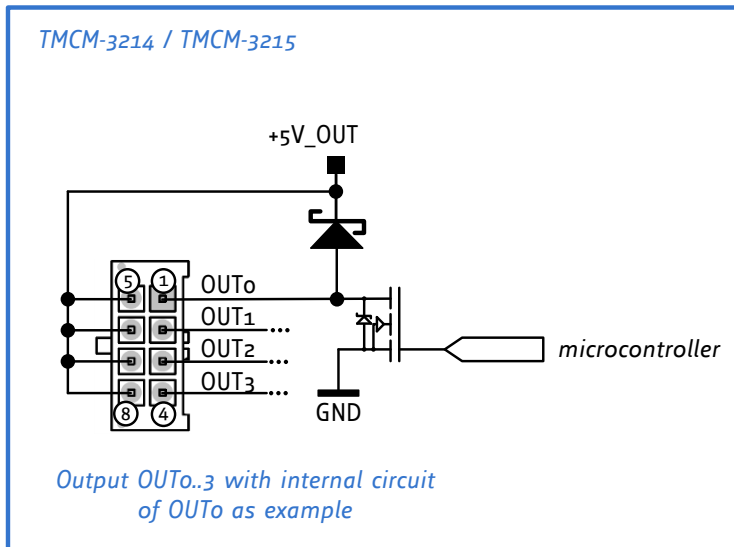 TMCM-3214 / TMCM-3215
+5V_OUT
5 1
OUT0
OUT1
OUT2
OUT3
8 4
GND
microcontroller
Output OUT0..3 with internal circuit
of OUT0 as example